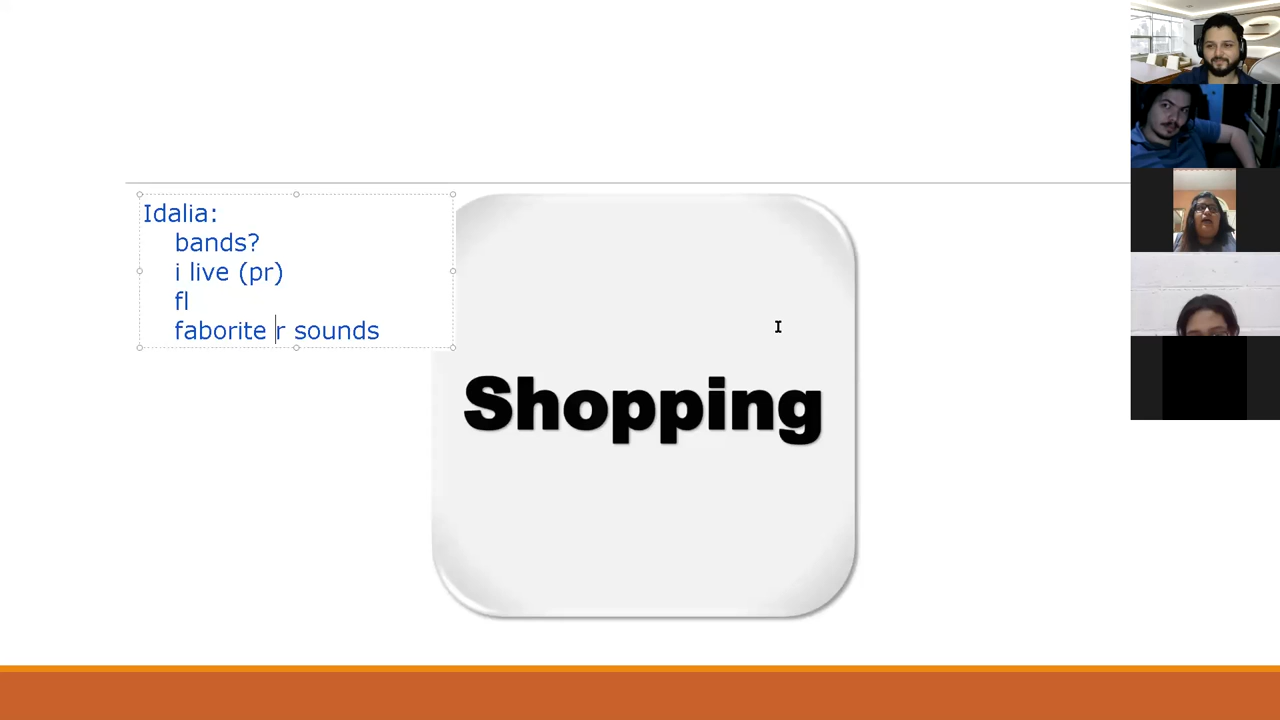 Idalia:
bands?
i live (pr)
fl
faborite r sounds
Shopping